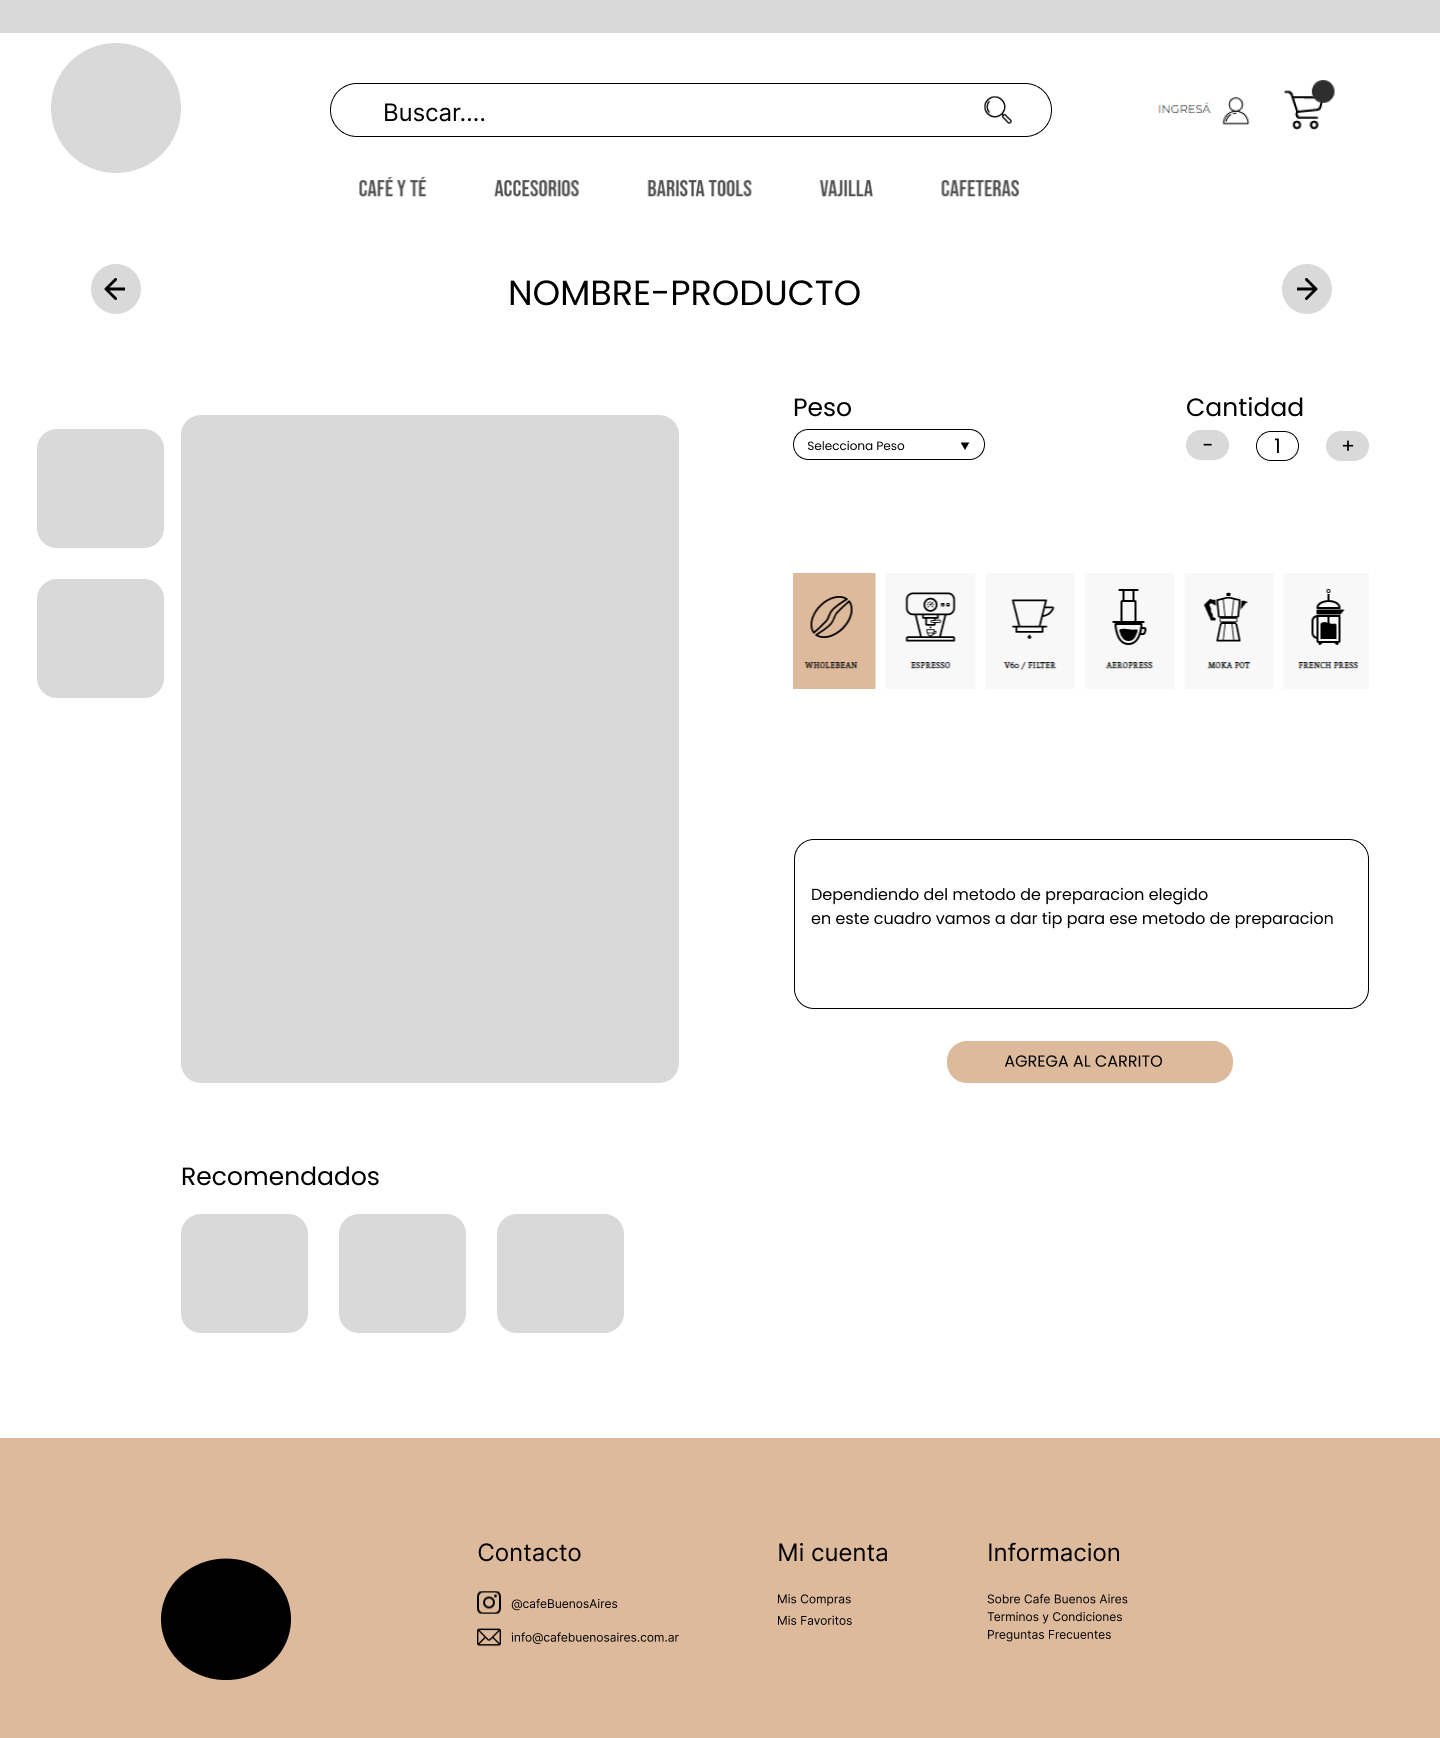 Buscar....
INGRESÁ
CAFÉ Y TÉ
ACCESORIOS
BARISTA TOOLS
VAJILLA
CAFETERAS
NOMBRE-PRODUCTO
Peso
Cantidad
Selecciona Peso
-
1
+
WHOLEBEAN
ESPRESSO
V60 / FILTER
AEROPRESS
MOKA POT
FRENCH PRESS
Dependiendo del metodo de preparacion elegido
en este cuadro vamos a dar tip para ese metodo de preparacion
AGREGA AL CARRITO
Recomendados
Contacto
@cafeBuenosAires
info@cafebuenosaires.com.ar
Mi cuenta
Mis Compras
Mis Favoritos
Informacion
Sobre Cafe Buenos Aires
Terminos y Condiciones
Preguntas Frecuentes